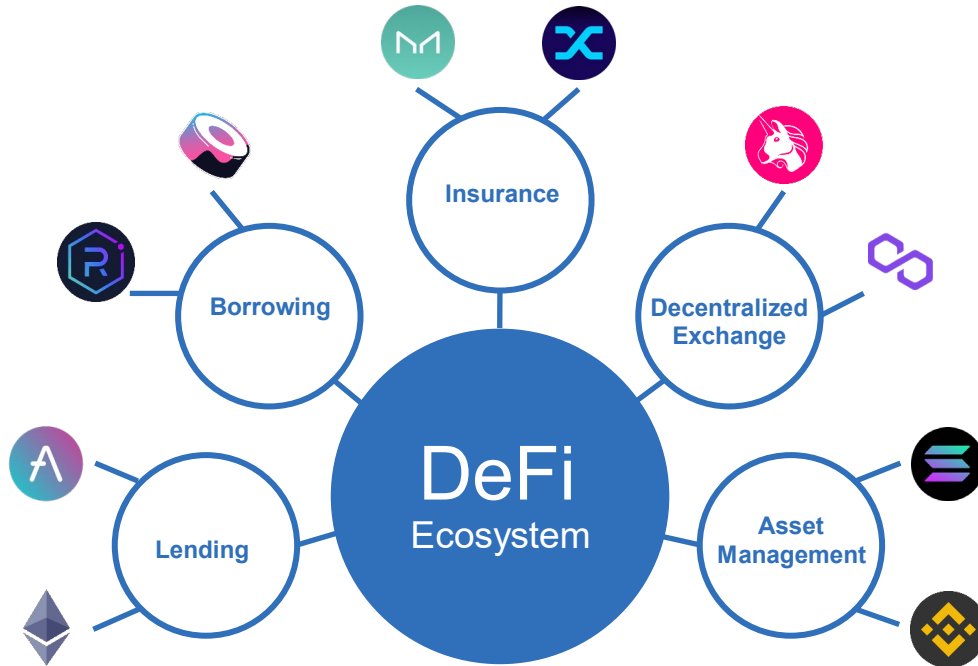 Insurance
Borrowing
Decentralized
Exchange
DeFi
Ecosystem
Lending
Asset
Management